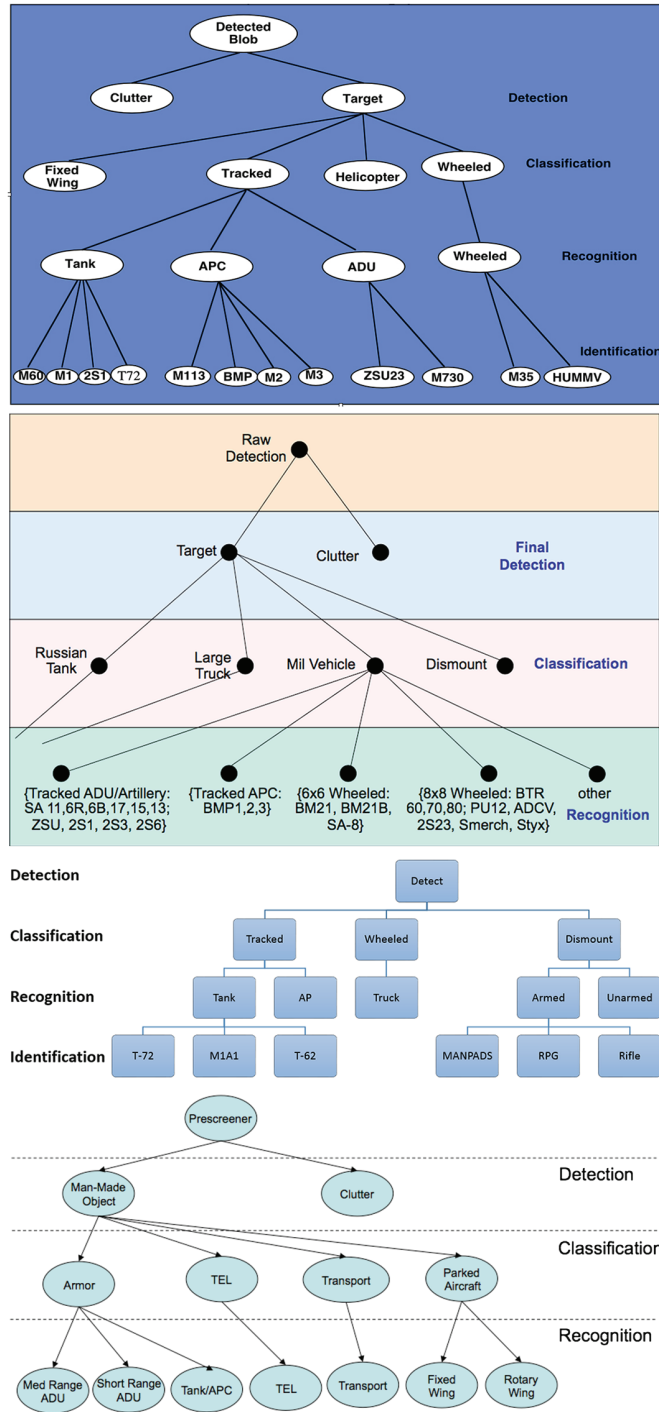 Detected
Blob
Clutter
Target
Detection
Fixed
Wing
Tracked
Helicopter
Wheeled
Classification
Tank
APC
ADU
Wheeled
Recognition
Identification
M60
M1
2S1
T72
M113
BMP
M2
M3
ZSU23
M730
M35
HUMMV
Raw
Detection
Target
Clutter
Final
Detection
Russian
Tank
Large
Truck
Mil Vehicle
Dismount
Classification
{Tracked ADU/Artillery:
SA 11,6R,6B,17,15,13;
ZSU, 2S1, 2S3, 2S6}
{Tracked APC:
BMP1,2,3}
{6x6 Wheeled:
BM21, BM21B,
SA-8}
{8x8 Wheeled: BTR
60,70,80; PU12, ADCV,
2S23, Smerch, Styx}
other
Recognition
Detection
Detect
Classification
Tracked
Wheeled
Dismount
Recognition
Tank
AP
Truck
Armed
Unarmed
Identification
T-72
M1A1
T-62
MANPADS
RPG
Rifle
Prescreener
Detection
Man-Made
Object
Clutter
Classification
Armor
TEL
Transport
Parked
Aircraft
Recognition
Med Range
ADU
Short Range
ADU
Tank/APC
TEL
Transport
Fixed
Wing
Rotary
Wing